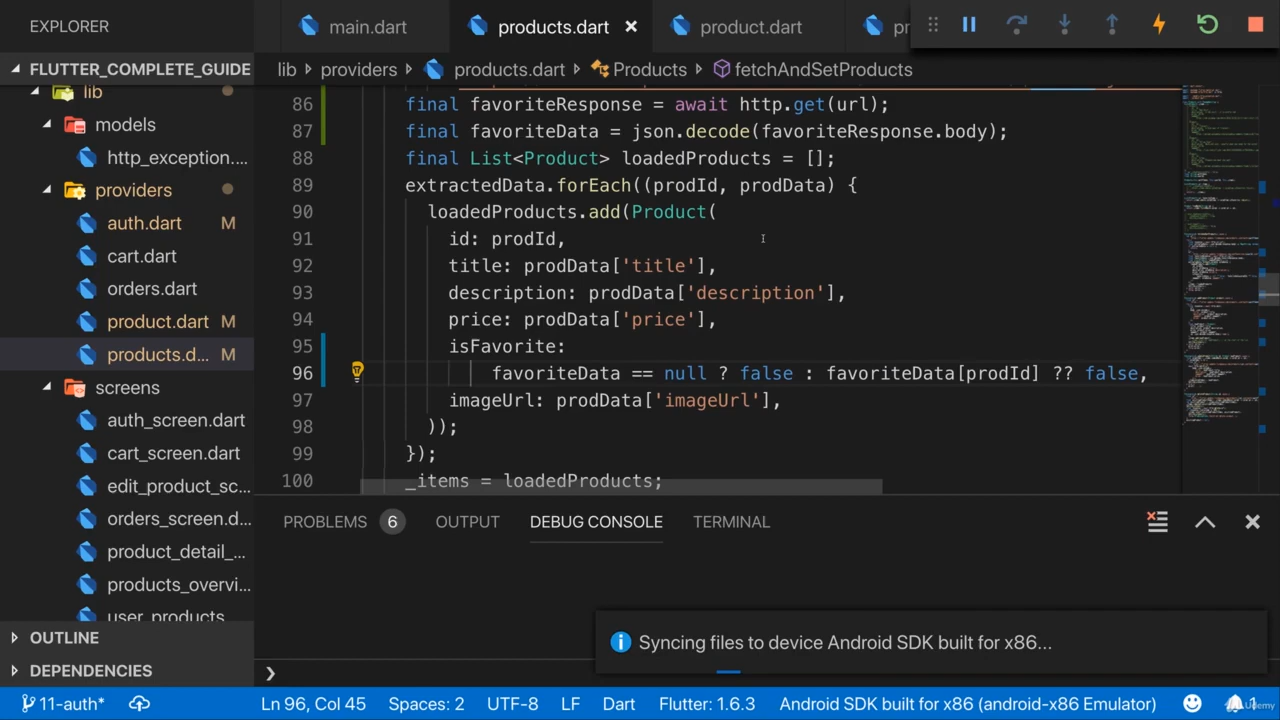 EXPLORER
main.dart
products.dart
product.dart
pr
FLUTTER_COMPLETE_GUIDE
lib
models
http_exception....
providers
auth.dart M
cart.dart
orders.dart
product.dart M
products.d... M
screens
auth_screen.dart
cart_screen.dart
edit_product_sc...
orders_screen.d...
product_detail_...
products_overvi...
user_products
OUTLINE
DEPENDENCIES
lib › providers › products.dart › Products › fetchAndSetProducts
86 final favoriteResponse = await http.get(url);
87 final favoriteData = json.decode(favoriteResponse.body);
88 final List<Product> loadedProducts = [];
89 extractedData.forEach((prodId, prodData) {
90 loadedProducts.add(Product(
91 id: prodId,
92 title: prodData['title'],
93 description: prodData['description'],
94 price: prodData['price'],
95 isFavorite:
96 favoriteData == null ? false : favoriteData[prodId] ?? false,
97 imageUrl: prodData['imageUrl'],
98 ));
99 });
100 _items = loadedProducts;
PROBLEMS 6 OUTPUT DEBUG CONSOLE TERMINAL
Syncing files to device Android SDK built for x86...
11-auth* Ln 96, Col 45 Spaces: 2 UTF-8 LF Dart Flutter: 1.6.3 Android SDK built for x86 (android-x86 Emulator) 1
Udemy